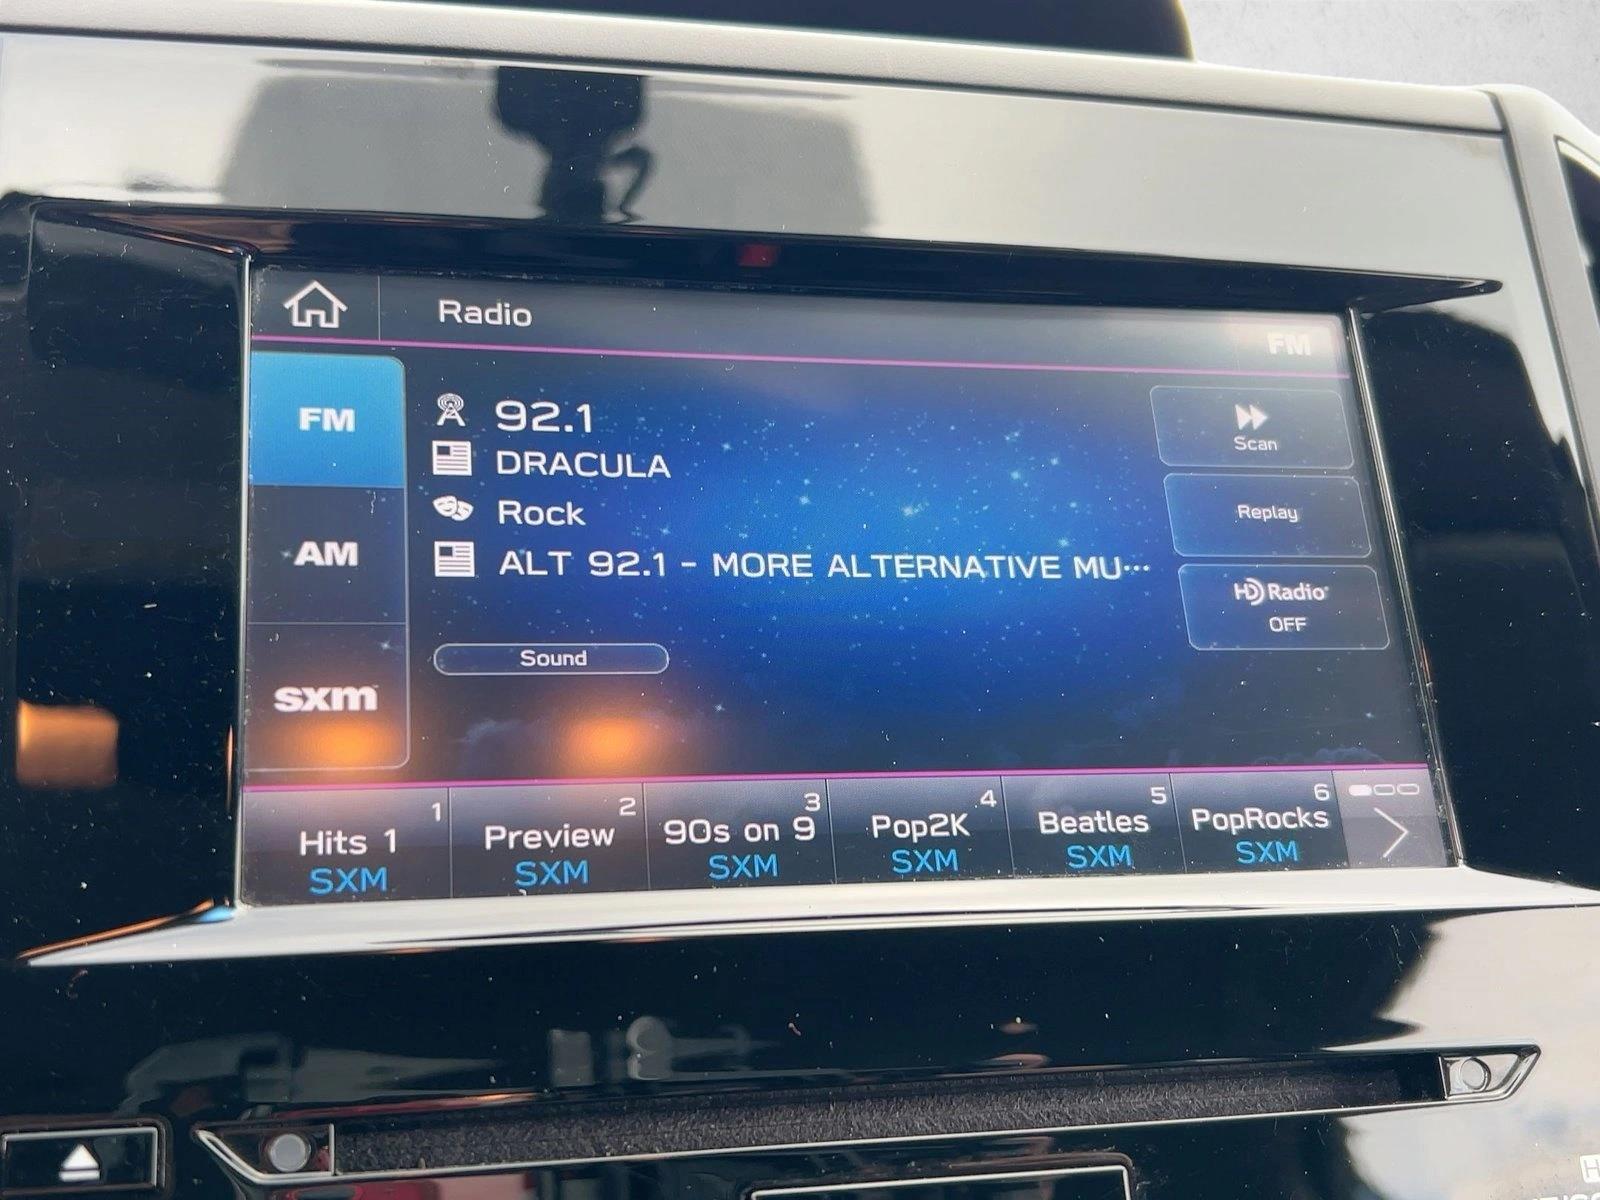 Radio
FM
FM
92.1
DRACULA
Rock
ALT 92.1 - MORE ALTERNATIVE MU...
Scan
Replay
HD Radio
OFF
AM
sxm
Sound
1
Hits 1
SXM
2
Preview
SXM
3
90s on 9
SXM
4
Pop2K
SXM
5
Beatles
SXM
6
PopRocks
SXM